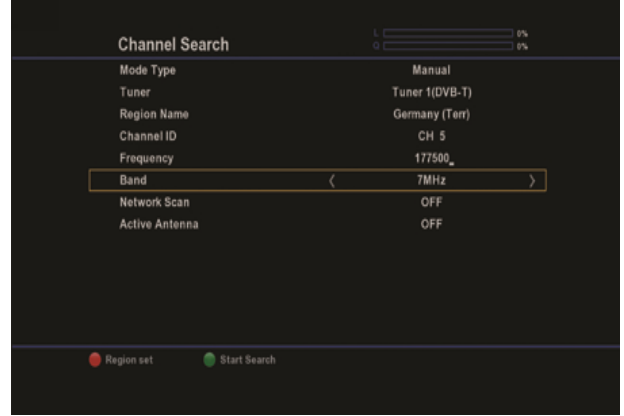 Channel Search
L 0%
Q 0%
Mode Type Manual
Tuner Tuner 1(DVB-T)
Region Name Germany (Terr)
Channel ID CH 5
Frequency 177500_
Band 〈 7MHz 〉
Network Scan OFF
Active Antenna OFF
Region set Start Search